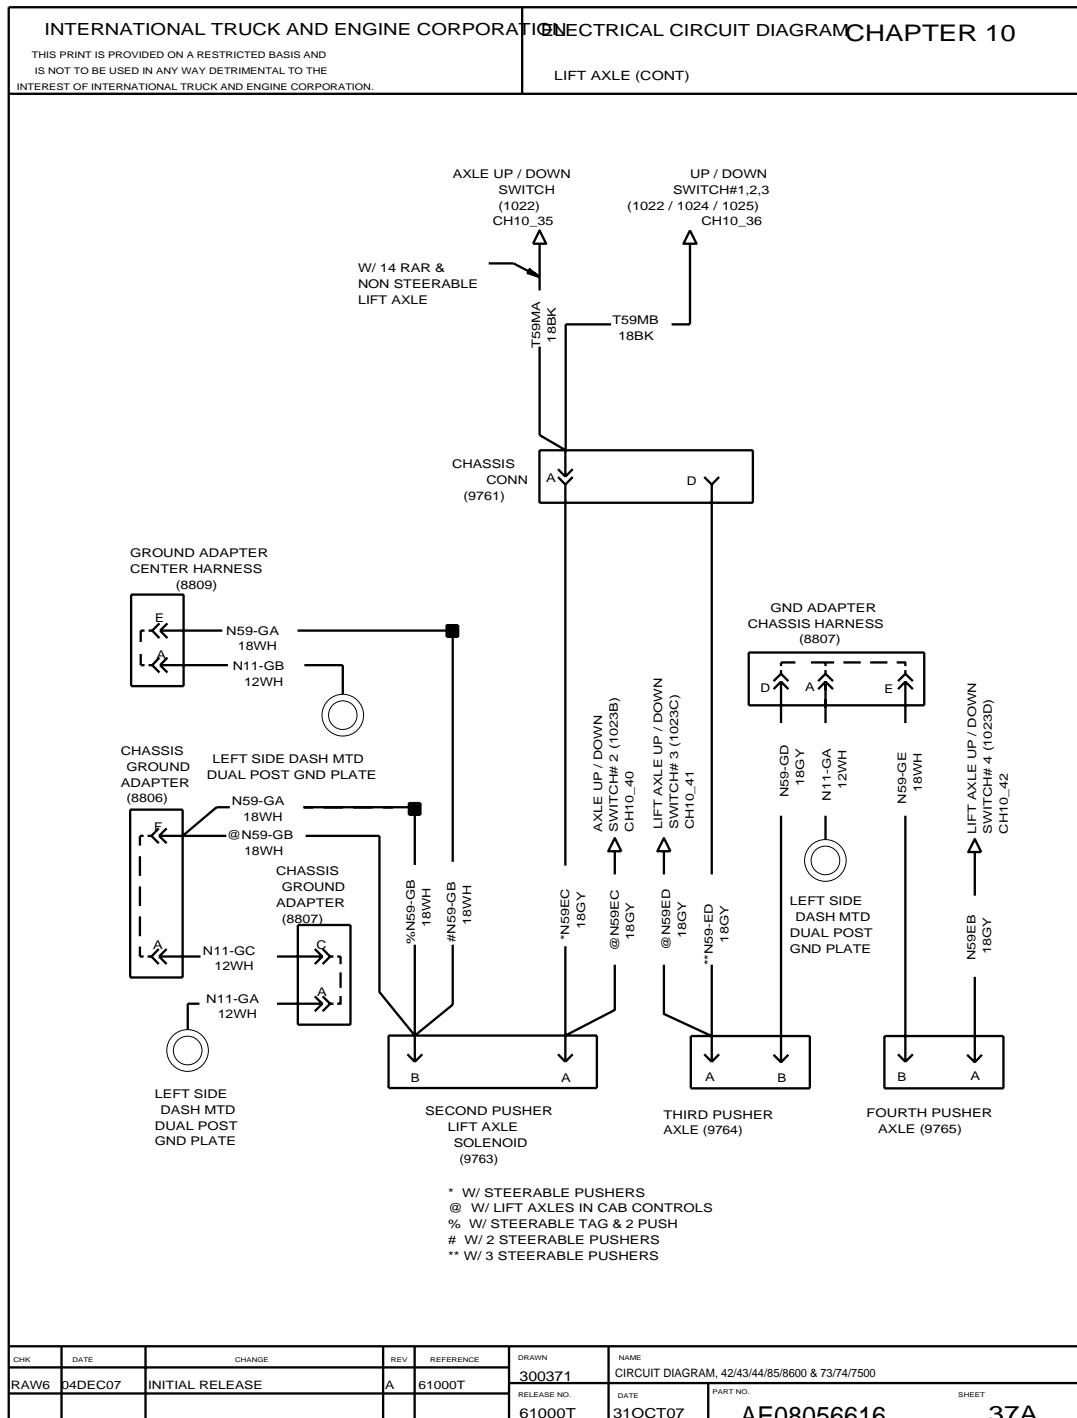 INTERNATIONAL TRUCK AND ENGINE CORPORATION
THIS PRINT IS PROVIDED ON A RESTRICTED BASIS AND
IS NOT TO BE USED IN ANY WAY DETRIMENTAL TO THE
INTEREST OF INTERNATIONAL TRUCK AND ENGINE CORPORATION.
ELECTRICAL CIRCUIT DIAGRAM
CHAPTER 10
LIFT AXLE (CONT)
AXLE UP / DOWN
SWITCH
(1022)
CH10_35
UP / DOWN
SWITCH#1,2,3
(1022 / 1024 / 1025)
CH10_36
W/ 14 RAR &
NON STEERABLE
LIFT AXLE
T59MA
18BK
T59MB
18BK
CHASSIS
CONN
(9761)
A
D
GROUND ADAPTER
CENTER HARNESS
(8809)
E
N59-GA
18WH
A
N11-GB
12WH
LEFT SIDE DASH MTD
DUAL POST GND PLATE
GND ADAPTER
CHASSIS HARNESS
(8807)
D
A
E
CHASSIS
GROUND
ADAPTER
(8806)
E
N59-GA
18WH
@N59-GB
18WH
A
N11-GC
12WH
CHASSIS
GROUND
ADAPTER
(8807)
C
A
N11-GA
12WH
LEFT SIDE
DASH MTD
DUAL POST
GND PLATE
%N59-GB
18WH
#N59-GB
18WH
*N59EC
18GY
AXLE UP / DOWN
SWITCH# 2 (1023B)
CH10_40
@N59EC
18GY
LIFT AXLE UP / DOWN
SWITCH# 3 (1023C)
CH10_41
@N59ED
18GY
**N59-ED
18GY
N59-GD
18GY
N11-GA
12WH
LEFT SIDE
DASH MTD
DUAL POST
GND PLATE
N59-GE
18WH
LIFT AXLE UP / DOWN
SWITCH# 4 (1023D)
CH10_42
N59EB
18GY
B
A
SECOND PUSHER
LIFT AXLE
SOLENOID
(9763)
A
B
THIRD PUSHER
AXLE (9764)
B
A
FOURTH PUSHER
AXLE (9765)
* W/ STEERABLE PUSHERS
@ W/ LIFT AXLES IN CAB CONTROLS
% W/ STEERABLE TAG & 2 PUSH
# W/ 2 STEERABLE PUSHERS
** W/ 3 STEERABLE PUSHERS
CHK DATE CHANGE REV REFERENCE
RAW6 04DEC07 INITIAL RELEASE A 61000T
DRAWN
300371
NAME
CIRCUIT DIAGRAM, 42/43/44/85/8600 & 73/74/7500
RELEASE NO.
61000T
DATE
31OCT07
PART NO.
AE08056616
SHEET
37A